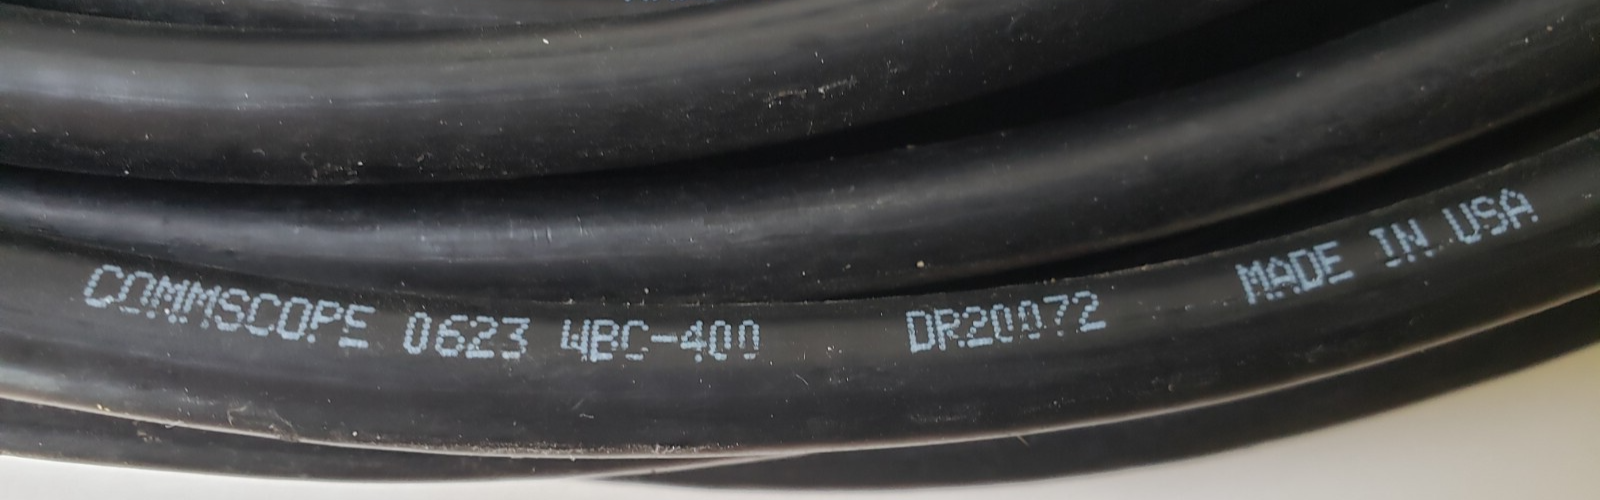 COMMSCOPE 0623 WBC-400 DR20072 MADE IN USA